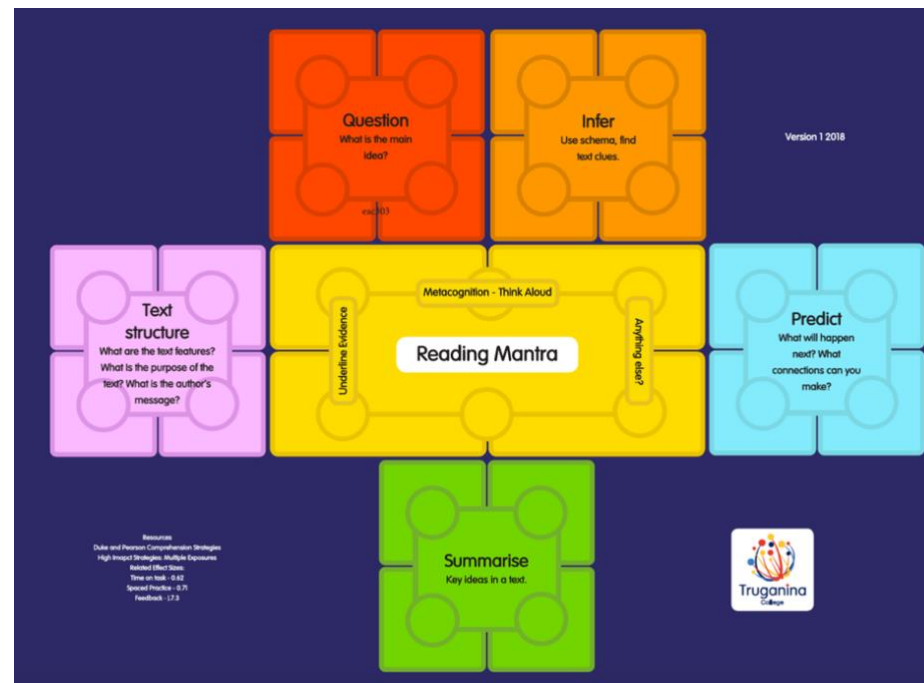 Question
What is the main
idea?
esc303
Infer
Use schema, find
text clues.
Version 1 2018
Text
structure
What are the text features?
What is the purpose of the
text? What is the author's
message?
Metacognition - Think Aloud
Underline Evidence
Reading Mantra
Anything else?
Predict
What will happen
next? What
connections can you
make?
Resources
Duke and Pearson Comprehension Strategies
High Imapct Strategies: Multiple Exposures
Related Effect Sizes:
Time on task - 0.62
Spaced Practice - 0.71
Feedback -
Summarise
Key ideas in a text.
Truganina
College